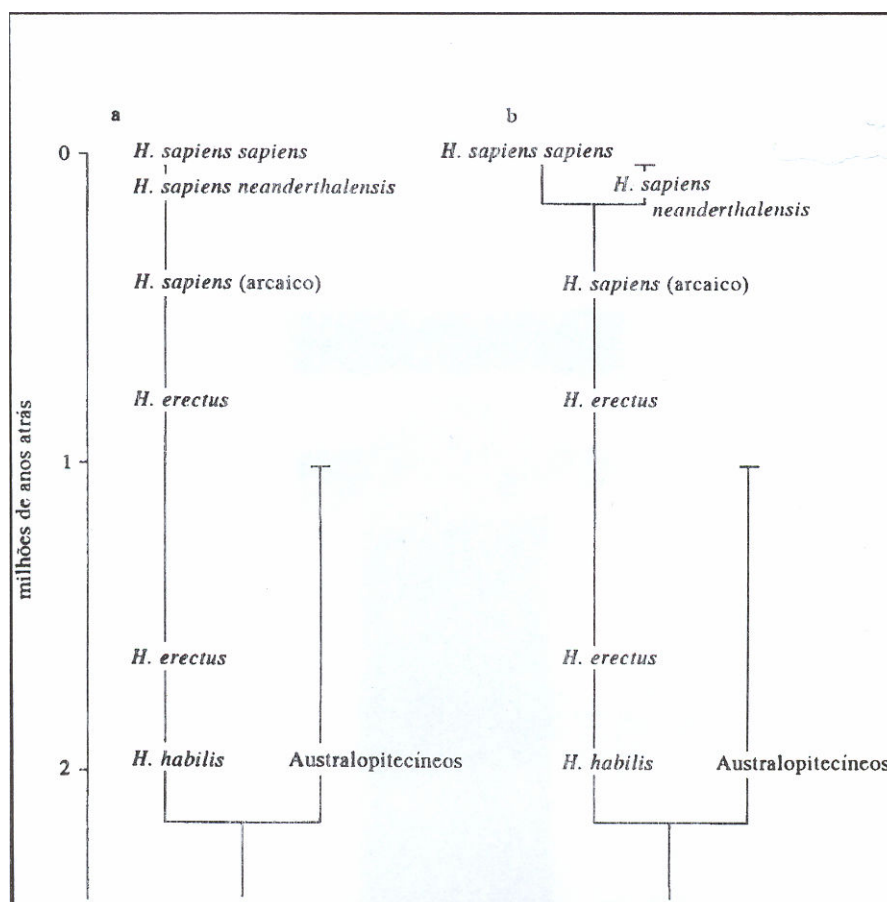 a
b
0
H. sapiens sapiens
H. sapiens sapiens
H. sapiens neanderthalensis
H. sapiens
neanderthalensis
H. sapiens (arcaico)
H. sapiens (arcaico)
H. erectus
H. erectus
milhões de anos atrás
1
H. erectus
H. erectus
2
H. habilis
Australopitecíneos
H. habilis
Australopitecíneos